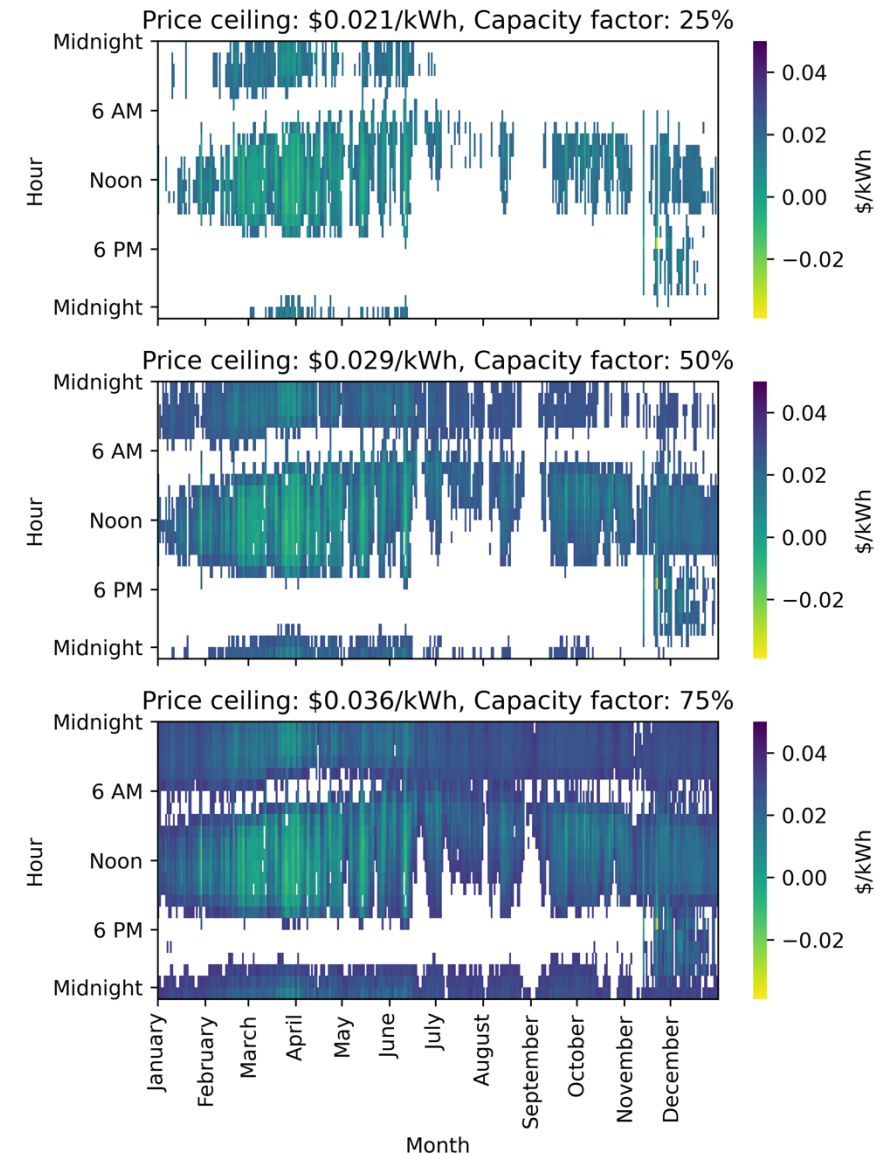 Price ceiling: $0.021/kWh, Capacity factor: 25%
Midnight
6 AM
Noon
6 PM
Midnight
Hour
0.04
0.02
0.00
−0.02
$/kWh
Price ceiling: $0.029/kWh, Capacity factor: 50%
Midnight
6 AM
Noon
6 PM
Midnight
Hour
0.04
0.02
0.00
−0.02
$/kWh
Price ceiling: $0.036/kWh, Capacity factor: 75%
Midnight
6 AM
Noon
6 PM
Midnight
Hour
0.04
0.02
0.00
−0.02
$/kWh
January
February
March
April
May
June
July
August
September
October
November
December
Month